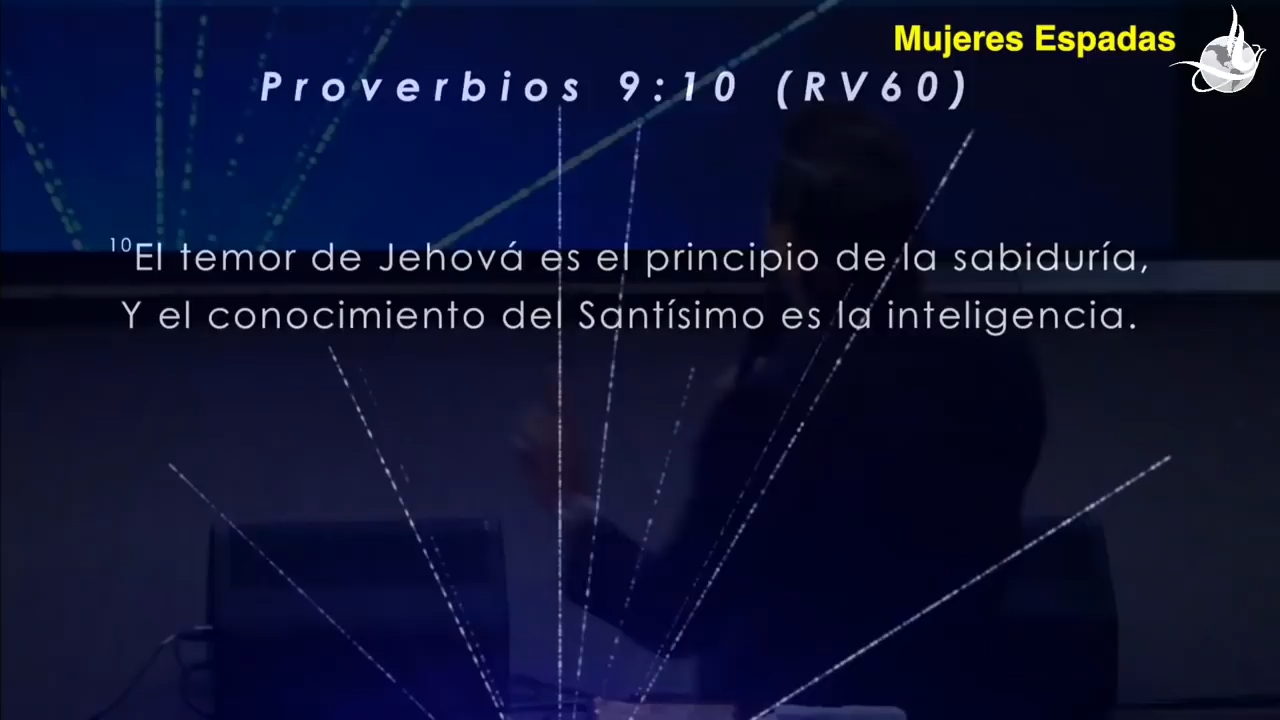 Mujeres Espadas
Proverbios 9:10 (RV60)
10El temor de Jehová es el principio de la sabiduría,
Y el conocimiento del Santísimo es la inteligencia.